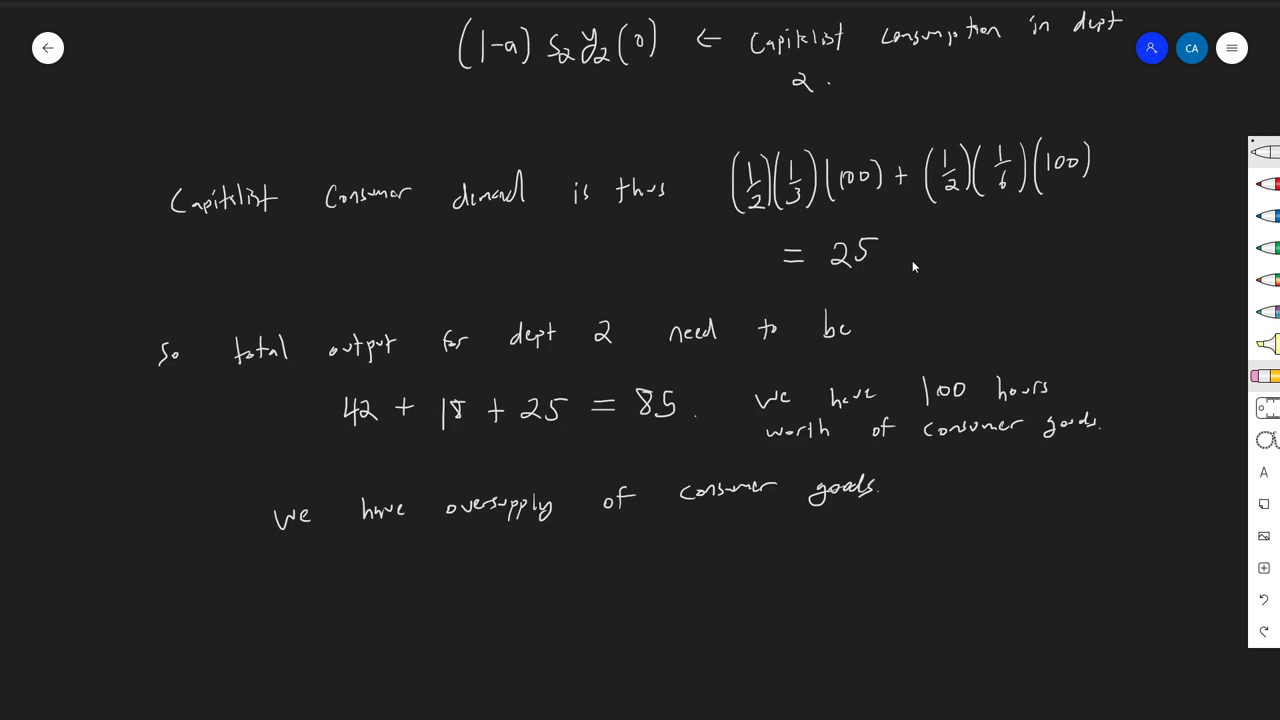 (1-a) s₂y₂(0) ← Capitalist consumption in dept
2.
Capitalist Consumer demand is thus (1/2)(1/3)(100) + (1/2)(1/6)(100)
= 25
So total output for dept 2 need to be
42 + 18 + 25 = 85. We have 100 hours
worth of consumer goods.
We have oversupply of consumer goods.
CA
A